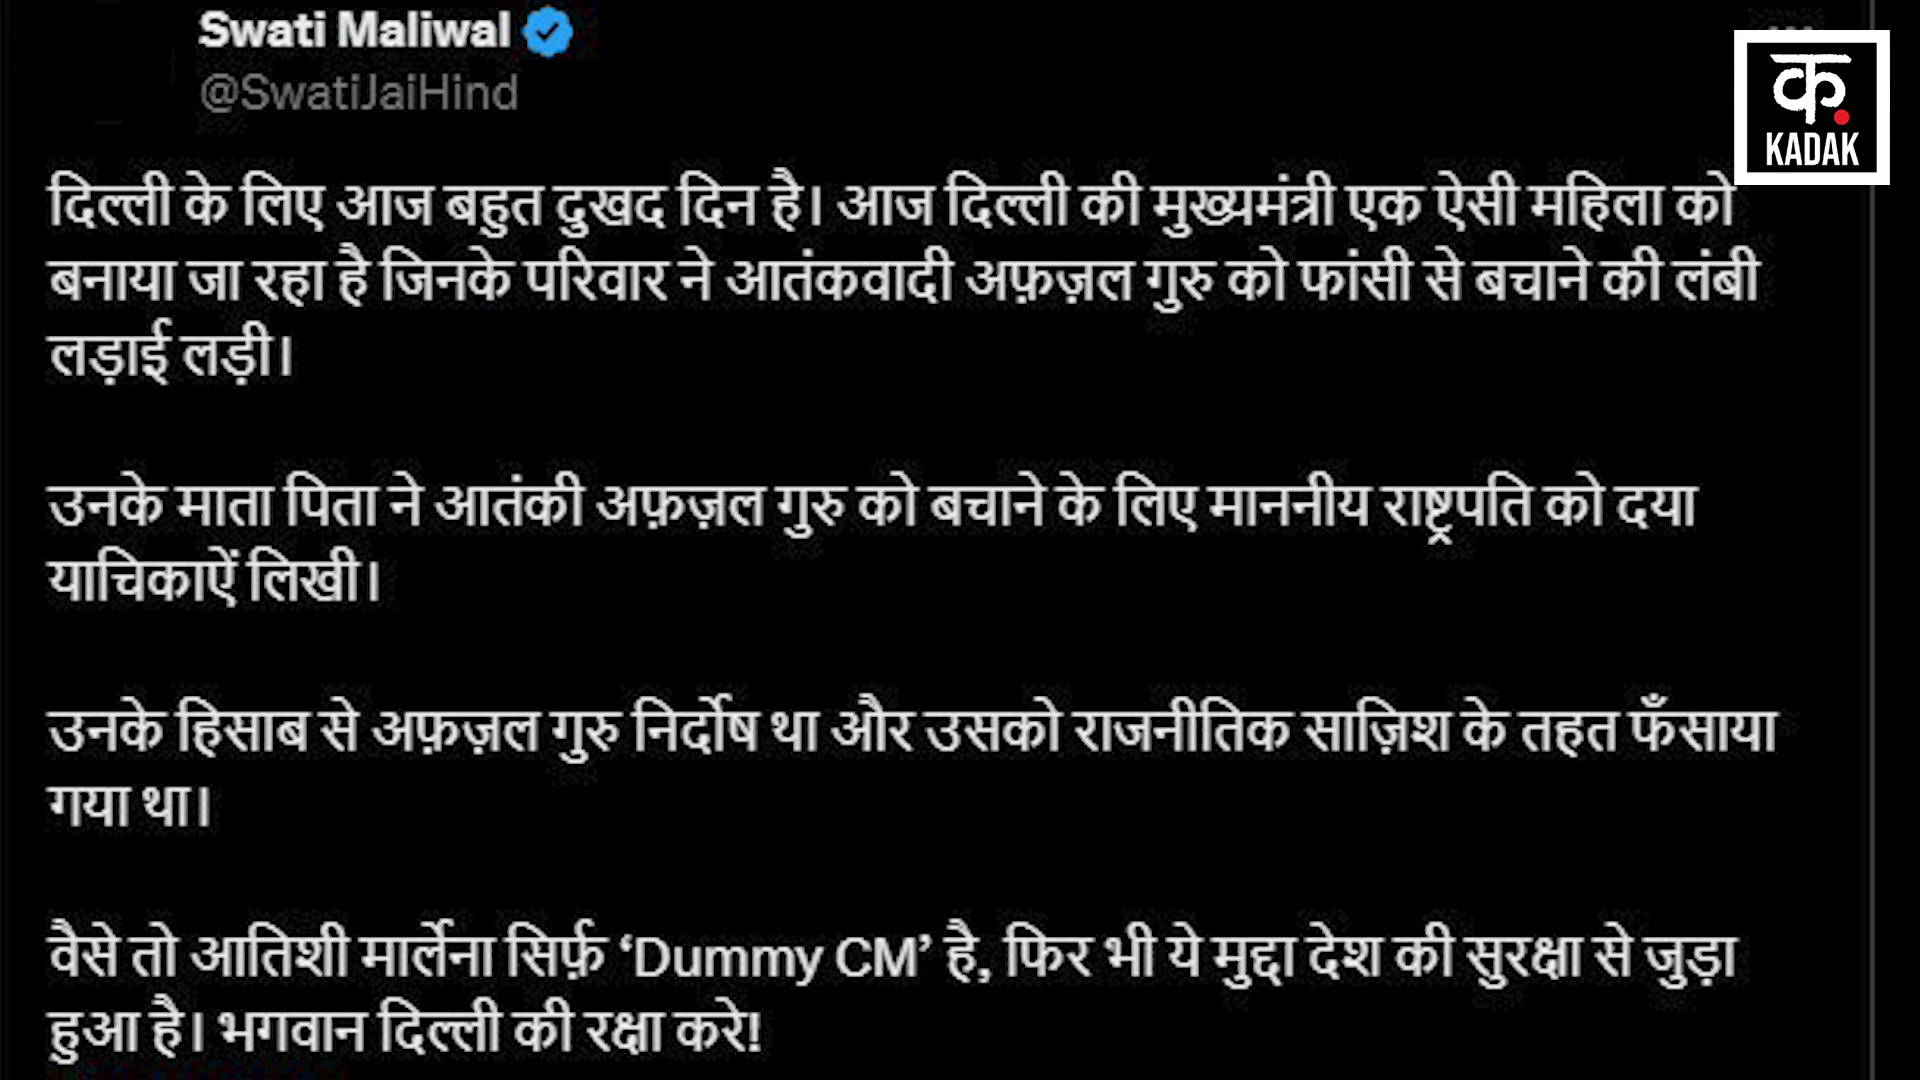 Swati Maliwal
@SwatiJaiHind
क.
KADAK
दिल्ली के लिए आज बहुत दुखद दिन है। आज दिल्ली की मुख्यमंत्री एक ऐसी महिला को
बनाया जा रहा है जिनके परिवार ने आतंकवादी अफ़ज़ल गुरु को फांसी से बचाने की लंबी
लड़ाई लड़ी।
उनके माता पिता ने आतंकी अफ़ज़ल गुरु को बचाने के लिए माननीय राष्ट्रपति को दया
याचिकाऐं लिखी।
उनके हिसाब से अफ़ज़ल गुरु निर्दोष था और उसको राजनीतिक साज़िश के तहत फँसाया
गया था।
वैसे तो आतिशी मार्लेना सिर्फ़ ‘Dummy CM’ है, फिर भी ये मुद्दा देश की सुरक्षा से जुड़ा
हुआ है। भगवान दिल्ली की रक्षा करे!